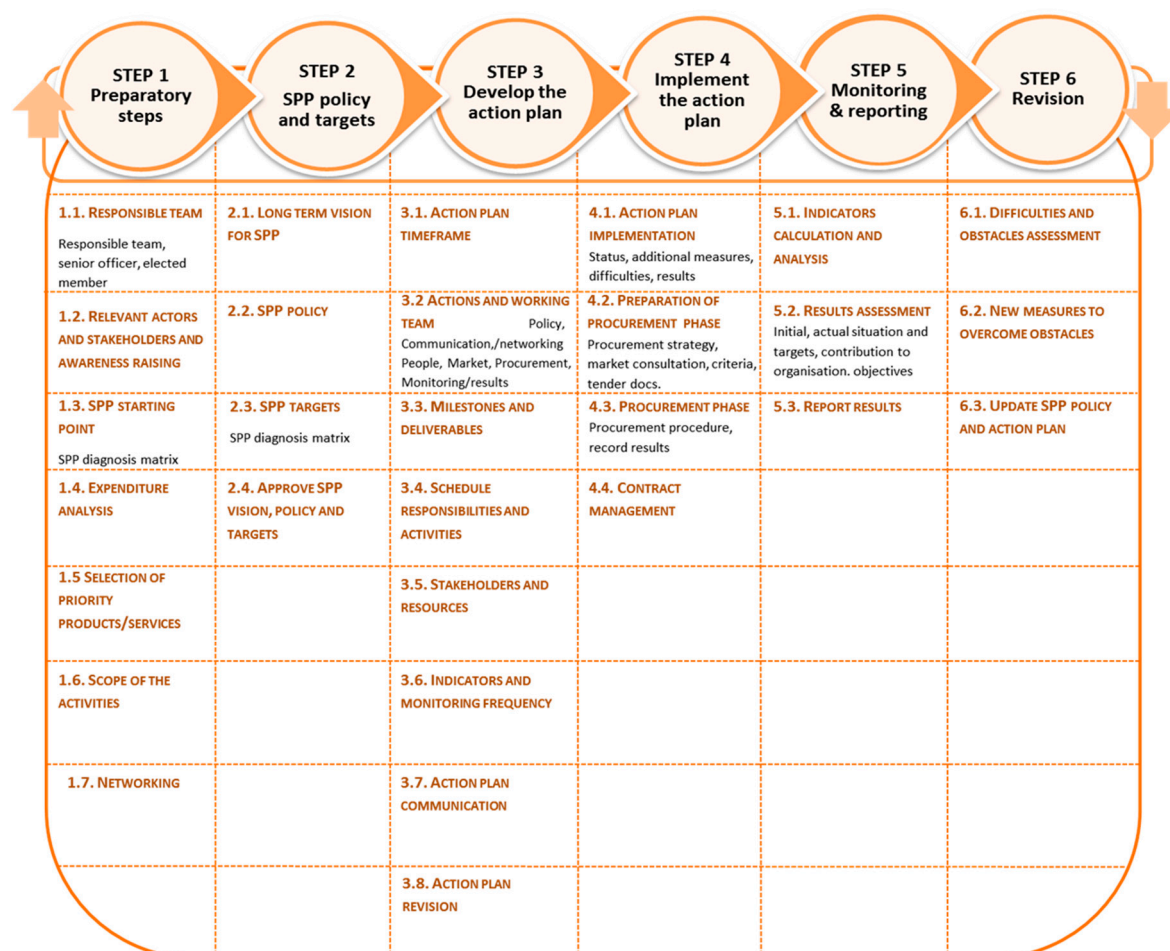 STEP 1
Preparatory
steps
STEP 2
SPP policy
and targets
STEP 3
Develop the
action plan
STEP 4
Implement
the action
plan
STEP 5
Monitoring
& reporting
STEP 6
Revision
1.1. RESPONSIBLE TEAM
Responsible team,
senior officer, elected
member
2.1. LONG TERM VISION
FOR SPP
3.1. ACTION PLAN
TIMEFRAME
4.1. ACTION PLAN
IMPLEMENTATION
Status, additional measures,
difficulties, results
5.1. INDICATORS
CALCULATION AND
ANALYSIS
6.1. DIFFICULTIES AND
OBSTACLES ASSESSMENT
1.2. RELEVANT ACTORS
AND STAKEHOLDERS AND
AWARENESS RAISING
2.2. SPP POLICY
3.2 ACTIONS AND WORKING
TEAM Policy,
Communication,/networking
People, Market, Procurement,
Monitoring/results
4.2. PREPARATION OF
PROCUREMENT PHASE
Procurement strategy,
market consultation, criteria,
tender docs.
5.2. RESULTS ASSESSMENT
Initial, actual situation and
targets, contribution to
organisation. objectives
6.2. NEW MEASURES TO
OVERCOME OBSTACLES
1.3. SPP STARTING
POINT
SPP diagnosis matrix
2.3. SPP TARGETS
SPP diagnosis matrix
3.3. MILESTONES AND
DELIVERABLES
4.3. PROCUREMENT PHASE
Procurement procedure,
record results
5.3. REPORT RESULTS
6.3. UPDATE SPP POLICY
AND ACTION PLAN
1.4. EXPENDITURE
ANALYSIS
2.4. APPROVE SPP
VISION, POLICY AND
TARGETS
3.4. SCHEDULE
RESPONSIBILITIES AND
ACTIVITIES
4.4. CONTRACT
MANAGEMENT
1.5 SELECTION OF
PRIORITY
PRODUCTS/SERVICES
3.5. STAKEHOLDERS AND
RESOURCES
1.6. SCOPE OF THE
ACTIVITIES
3.6. INDICATORS AND
MONITORING FREQUENCY
1.7. NETWORKING
3.7. ACTION PLAN
COMMUNICATION
3.8. ACTION PLAN
REVISION